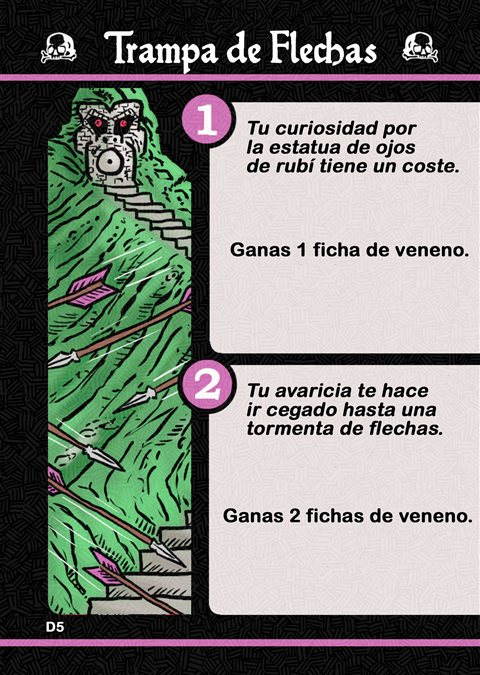 Trampa de Flechas
1
Tu curiosidad por
la estatua de ojos
de rubí tiene un coste.
Ganas 1 ficha de veneno.
2
Tu avaricia te hace
ir cegado hasta una
tormenta de flechas.
Ganas 2 fichas de veneno.
D5